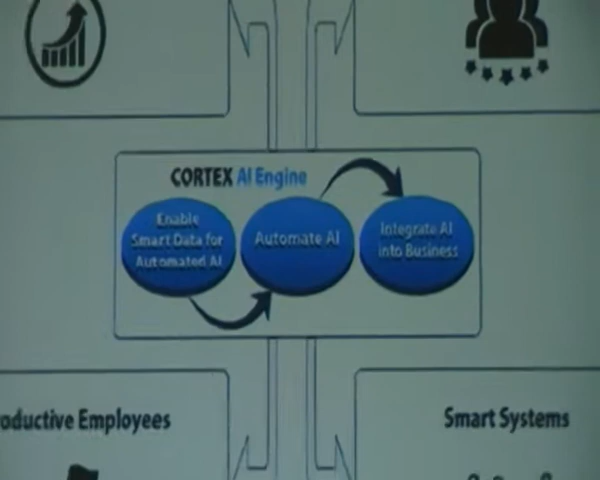 CORTEX AI Engine
Enable
Smart Data for
Automated AI
Automate AI
Integrate AI
into Business
oductive Employees
Smart Systems